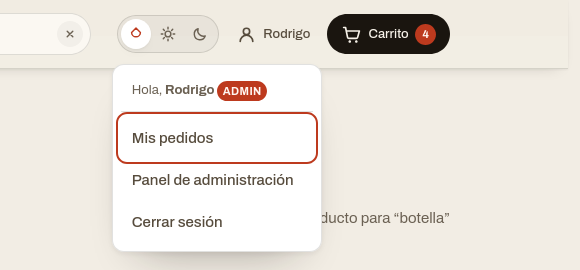 Rodrigo
Carrito 4
Hola, Rodrigo ADMIN
Mis pedidos
Panel de administración
Cerrar sesión
ducto para “botella”